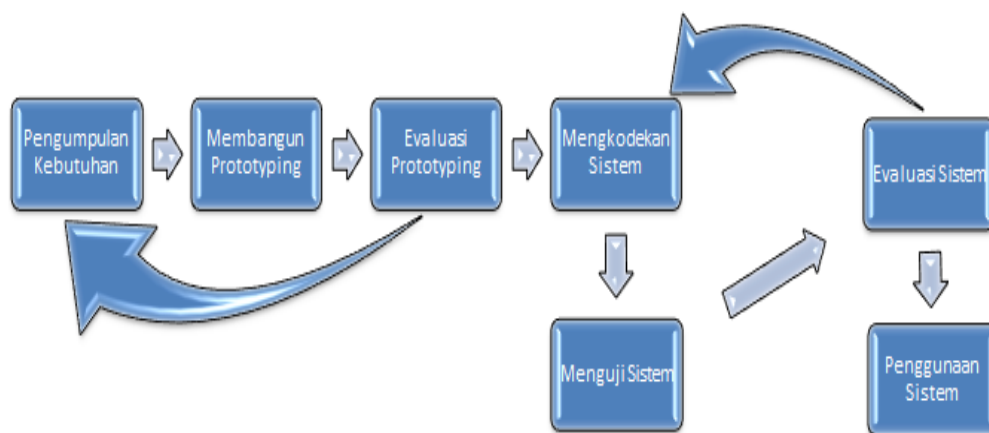 Pengumpulan
Kebutuhan
Membangun
Prototyping
Evaluasi
Prototyping
Mengkodekan
Sistem
Evaluasi Sistem
Menguji Sistem
Penggunaan
Sistem